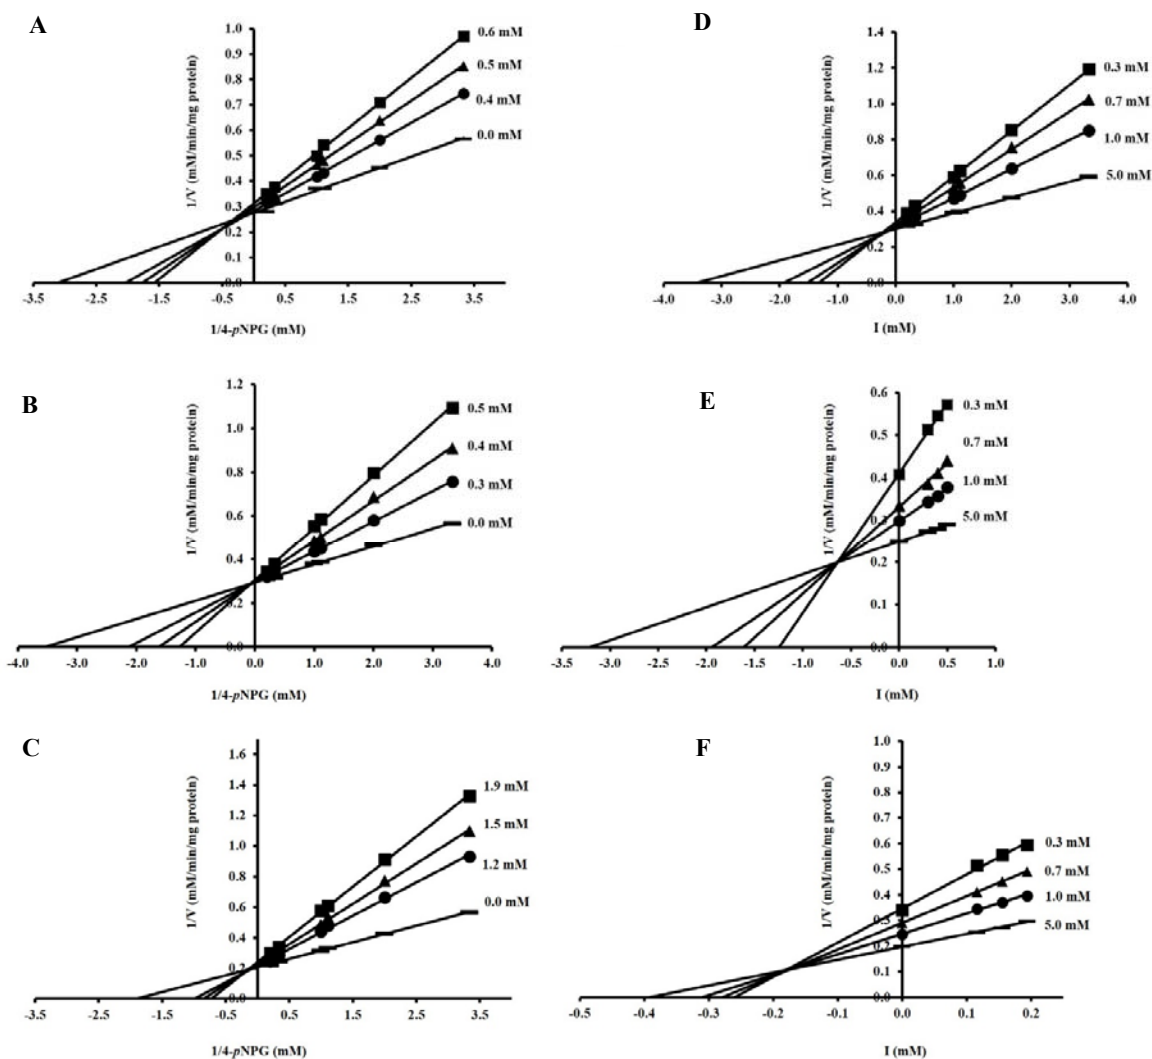 A
1/V (mM/min/mg protein)
1.0
0.9
0.8
0.7
0.6
0.5
0.4
0.3
0.2
0.1
0.0
-3.5 -2.5 -1.5 -0.5 0.5 1.5 2.5 3.5
1/4-pNPG (mM)
0.6 mM
0.5 mM
0.4 mM
0.0 mM
D
1/V (mM/min/mg protein)
1.4
1.2
1.0
0.8
0.6
0.4
0.2
0.0
-4.0 -3.0 -2.0 -1.0 0.0 1.0 2.0 3.0 4.0
I (mM)
0.3 mM
0.7 mM
1.0 mM
5.0 mM
B
1/V (mM/min/mg protein)
1.2
1.0
0.8
0.6
0.4
0.2
0.0
-4.0 -3.0 -2.0 -1.0 0.0 1.0 2.0 3.0 4.0
1/4-pNPG (mM)
0.5 mM
0.4 mM
0.3 mM
0.0 mM
E
1/V (mM/min/mg protein)
0.6
0.5
0.4
0.3
0.2
0.1
0.0
-3.5 -3.0 -2.5 -2.0 -1.5 -1.0 -0.5 0.0 0.5 1.0
I (mM)
0.3 mM
0.7 mM
1.0 mM
5.0 mM
C
1/V (mM/min/mg protein)
1.6
1.4
1.2
1.0
0.8
0.6
0.4
0.2
0.0
-3.5 -2.5 -1.5 -0.5 0.5 1.5 2.5 3.5
1/4-pNPG (mM)
1.9 mM
1.5 mM
1.2 mM
0.0 mM
F
1/V (mM/min/mg protein)
1.0
0.9
0.8
0.7
0.6
0.5
0.4
0.3
0.2
0.1
0.0
-0.5 -0.4 -0.3 -0.2 -0.1 0.0 0.1 0.2
I (mM)
0.3 mM
0.7 mM
1.0 mM
5.0 mM